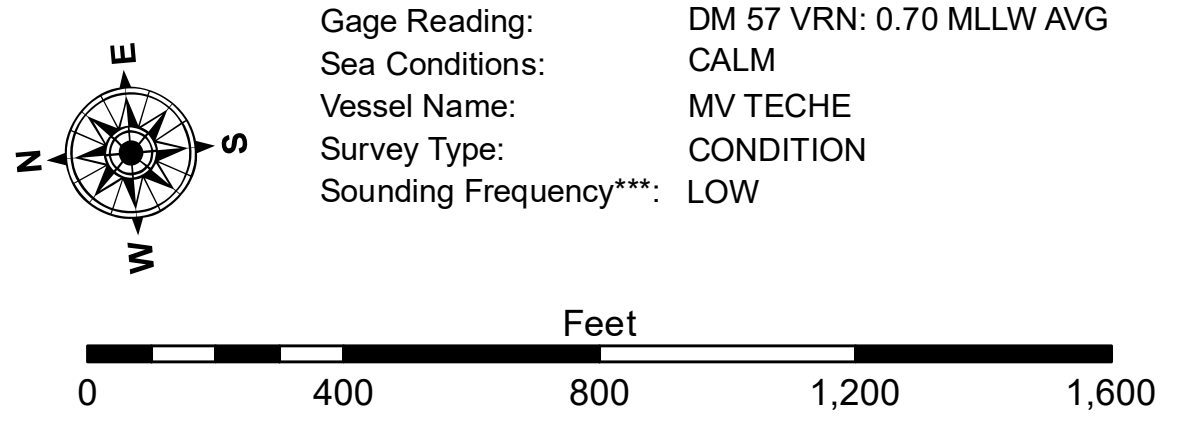 Gage Reading: DM 57 VRN: 0.70 MLLW AVG
Sea Conditions: CALM
Vessel Name: MV TECHE
Survey Type: CONDITION
Sounding Frequency***: LOW
E
N S
W
Feet
0 400 800 1,200 1,600